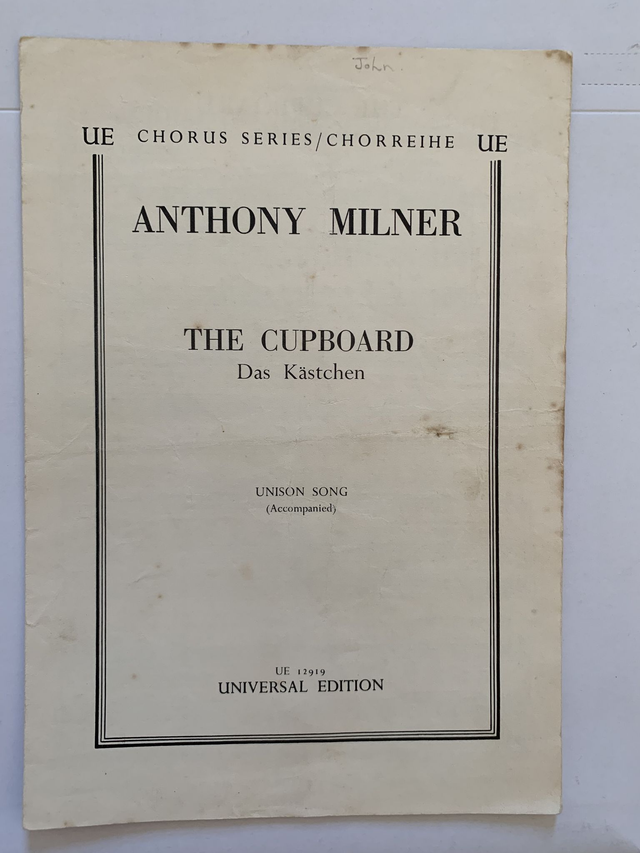 John.
UE CHORUS SERIES/CHORREIHE UE
ANTHONY MILNER
THE CUPBOARD
Das Kästchen
UNISON SONG
(Accompanied)
UE 12919
UNIVERSAL EDITION